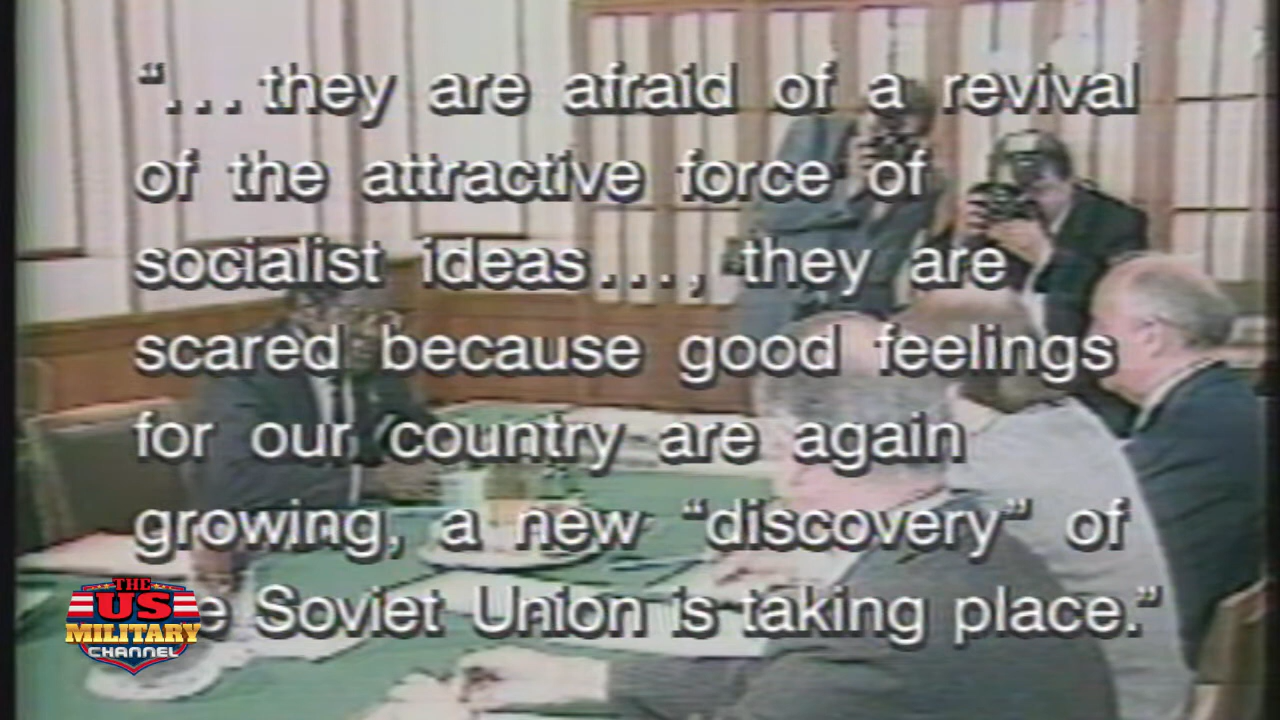 “...they are afraid of a revival
of the attractive force of
socialist ideas..., they are
scared because good feelings
for our country are again
growing, a new “discovery” of
e Soviet Union is taking place.”
THE
US
MILITARY
CHANNEL